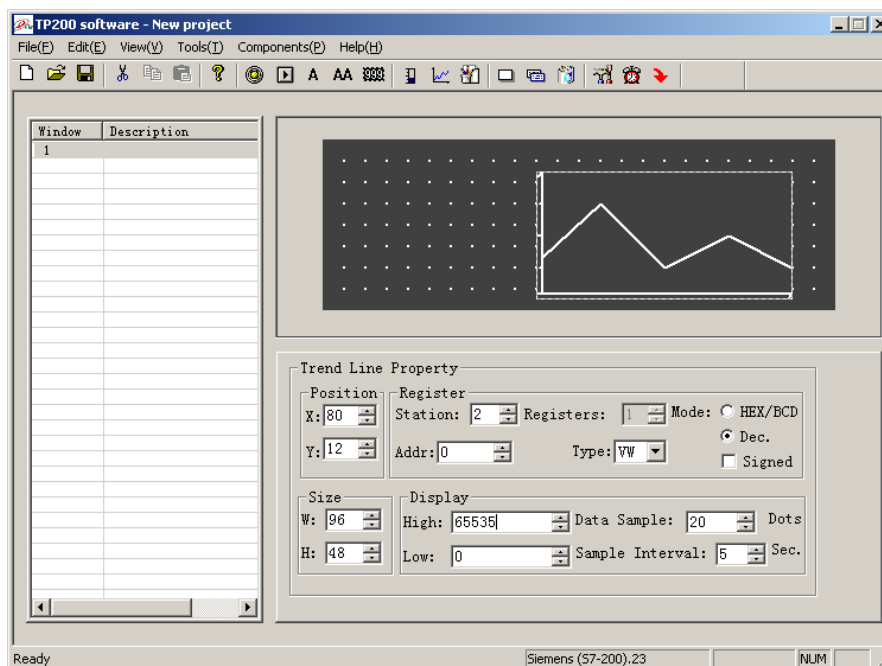 TP200 software - New project
File(F) Edit(E) View(V) Tools(T) Components(P) Help(H)
A AA
Window Description
1
Trend Line Property
Position Register
X: 80 Station: 2 Registers: 1 Mode: HEX/BCD
Dec.
Y: 12 Addr: 0 Type: VW Signed
Size Display
W: 96 High: 65535 Data Sample: 20 Dots
H: 48 Low: 0 Sample Interval: 5 Sec.
Ready Siemens (S7-200).23 NUM